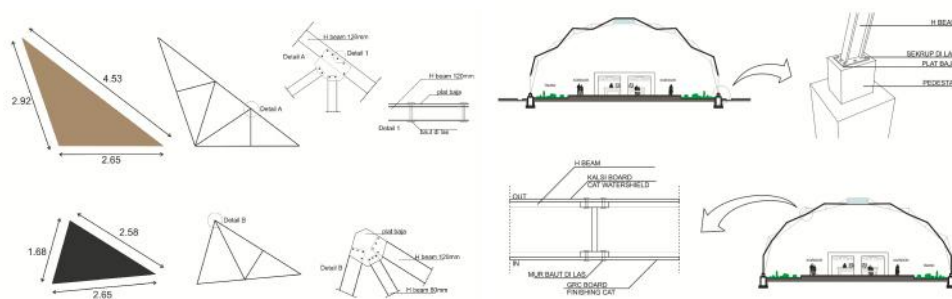 4.53
2.92
2.65
Detail A
H beam 120mm
Detail 1
Detail A
H beam 120mm
plat baja
Detail 1
baut di las
2.58
1.68
2.65
Detail B
plat baja
H beam 120mm
Detail B
H beam 80mm
H BEAM
SEKRUP DI LA
PLAT BAJA
PEDESTA
H BEAM
KALSI BOARD
CAT WATERSHIELD
OUT
IN
MUR BAUT DI LAS
GRC BOARD
FINISHING CAT